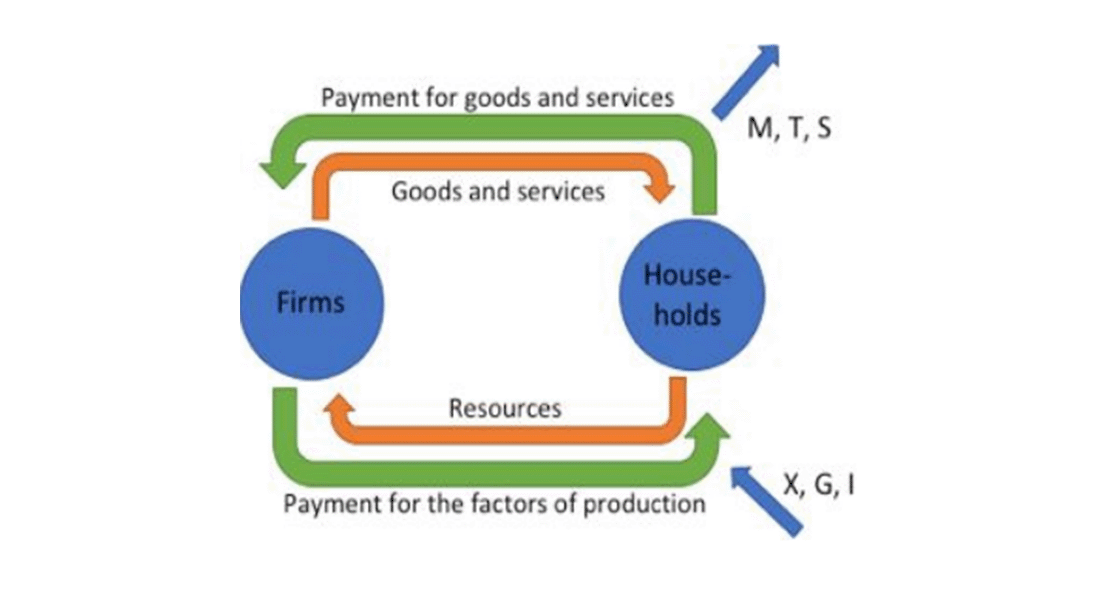 Payment for goods and services
M, T, S
Goods and services
Firms
House-
holds
Resources
X, G, I
Payment for the factors of production